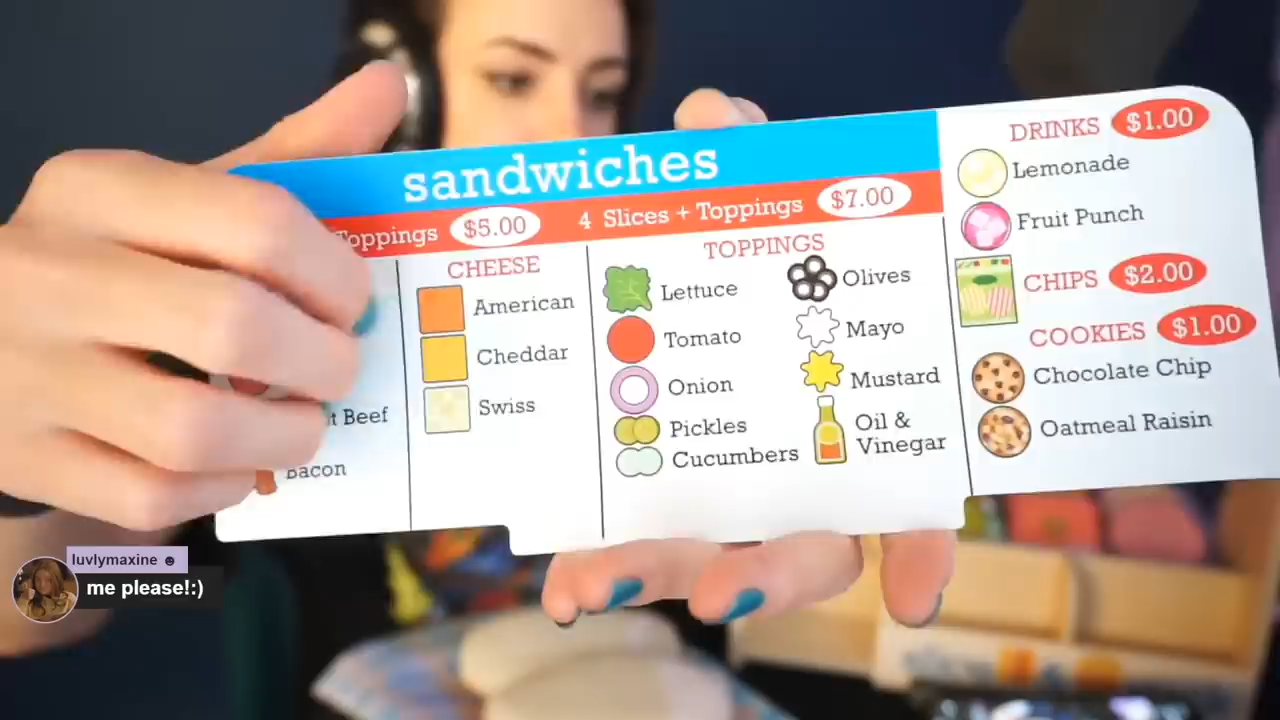 sandwiches
Toppings $5.00 4 Slices + Toppings $7.00
Beef
Bacon
CHEESE
American
Cheddar
Swiss
TOPPINGS
Lettuce
Tomato
Onion
Pickles
Cucumbers
Olives
Mayo
Mustard
Oil &
Vinegar
DRINKS $1.00
Lemonade
Fruit Punch
CHIPS $2.00
COOKIES $1.00
Chocolate Chip
Oatmeal Raisin
luvlymaxine
me please!:)